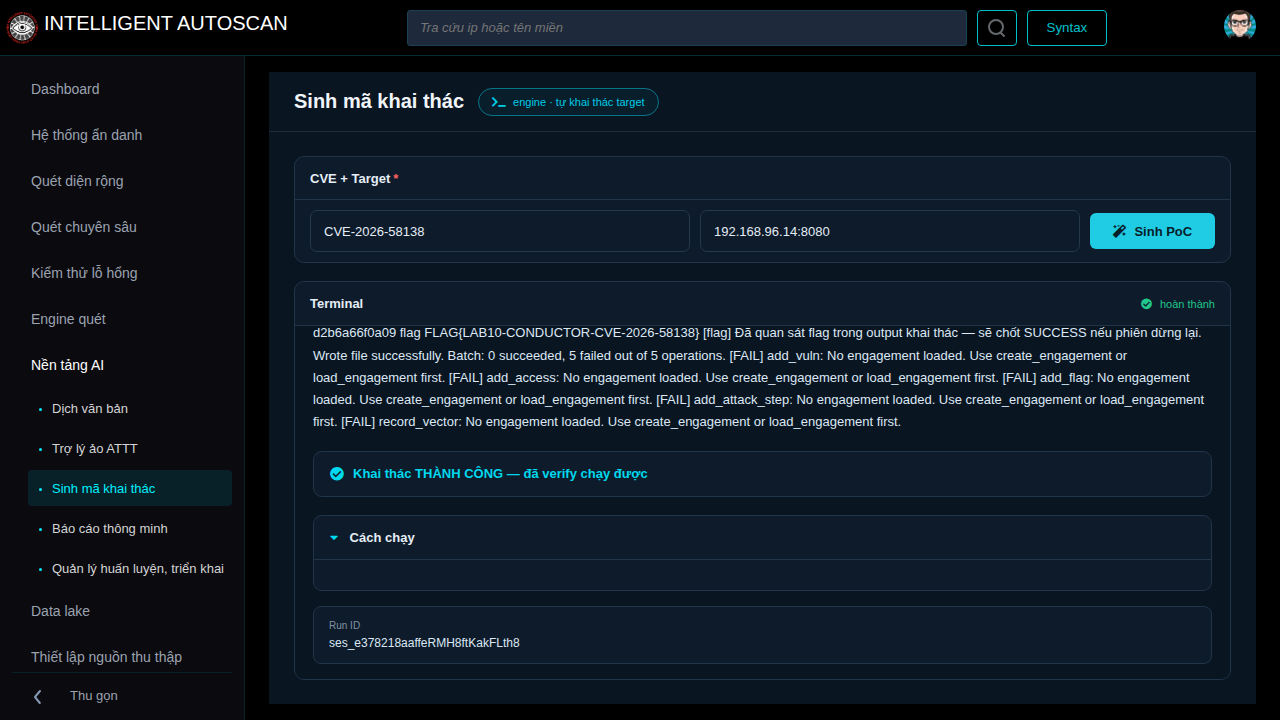 INTELLIGENT AUTOSCAN
Tra cứu ip hoặc tên miền
Syntax
Dashboard
Hệ thống ẩn danh
Quét diện rộng
Quét chuyên sâu
Kiểm thử lỗ hổng
Engine quét
Nền tảng AI
Dịch văn bản
Trợ lý ảo ATTT
Sinh mã khai thác
Báo cáo thông minh
Quản lý huấn luyện, triển khai
Data lake
Thiết lập nguồn thu thập
Thu gọn
Sinh mã khai thác
engine · tự khai thác target
CVE + Target *
CVE-2026-58138
192.168.96.14:8080
Sinh PoC
Terminal
hoàn thành
d2b6a66f0a09 flag FLAG{LAB10-CONDUCTOR-CVE-2026-58138} [flag] Đã quan sát flag trong output khai thác — sẽ chốt SUCCESS nếu phiên dừng lại.
Wrote file successfully. Batch: 0 succeeded, 5 failed out of 5 operations. [FAIL] add_vuln: No engagement loaded. Use create_engagement or
load_engagement first. [FAIL] add_access: No engagement loaded. Use create_engagement or load_engagement first. [FAIL] add_flag: No engagement
loaded. Use create_engagement or load_engagement first. [FAIL] add_attack_step: No engagement loaded. Use create_engagement or load_engagement
first. [FAIL] record_vector: No engagement loaded. Use create_engagement or load_engagement first.
Khai thác THÀNH CÔNG — đã verify chạy được
Cách chạy
Run ID
ses_e378218aaffeRMH8ftKakFLth8